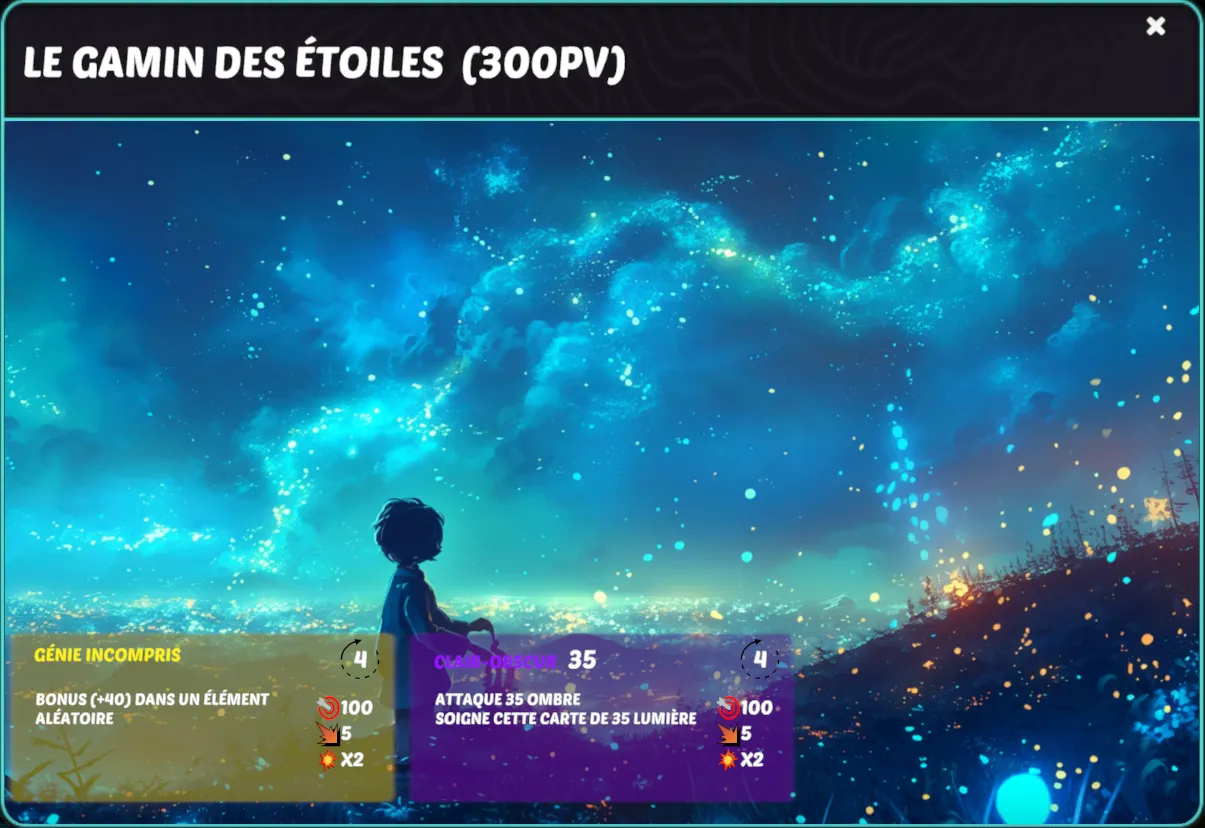 LE GAMIN DES ÉTOILES (300PV)
GÉNIE INCOMPRIS
4
BONUS (+40) DANS UN ÉLÉMENT
ALÉATOIRE
100
5
X2
CLAIR-OBSCUR 35
4
ATTAQUE 35 OMBRE
SOIGNE CETTE CARTE DE 35 LUMIÈRE
100
5
X2